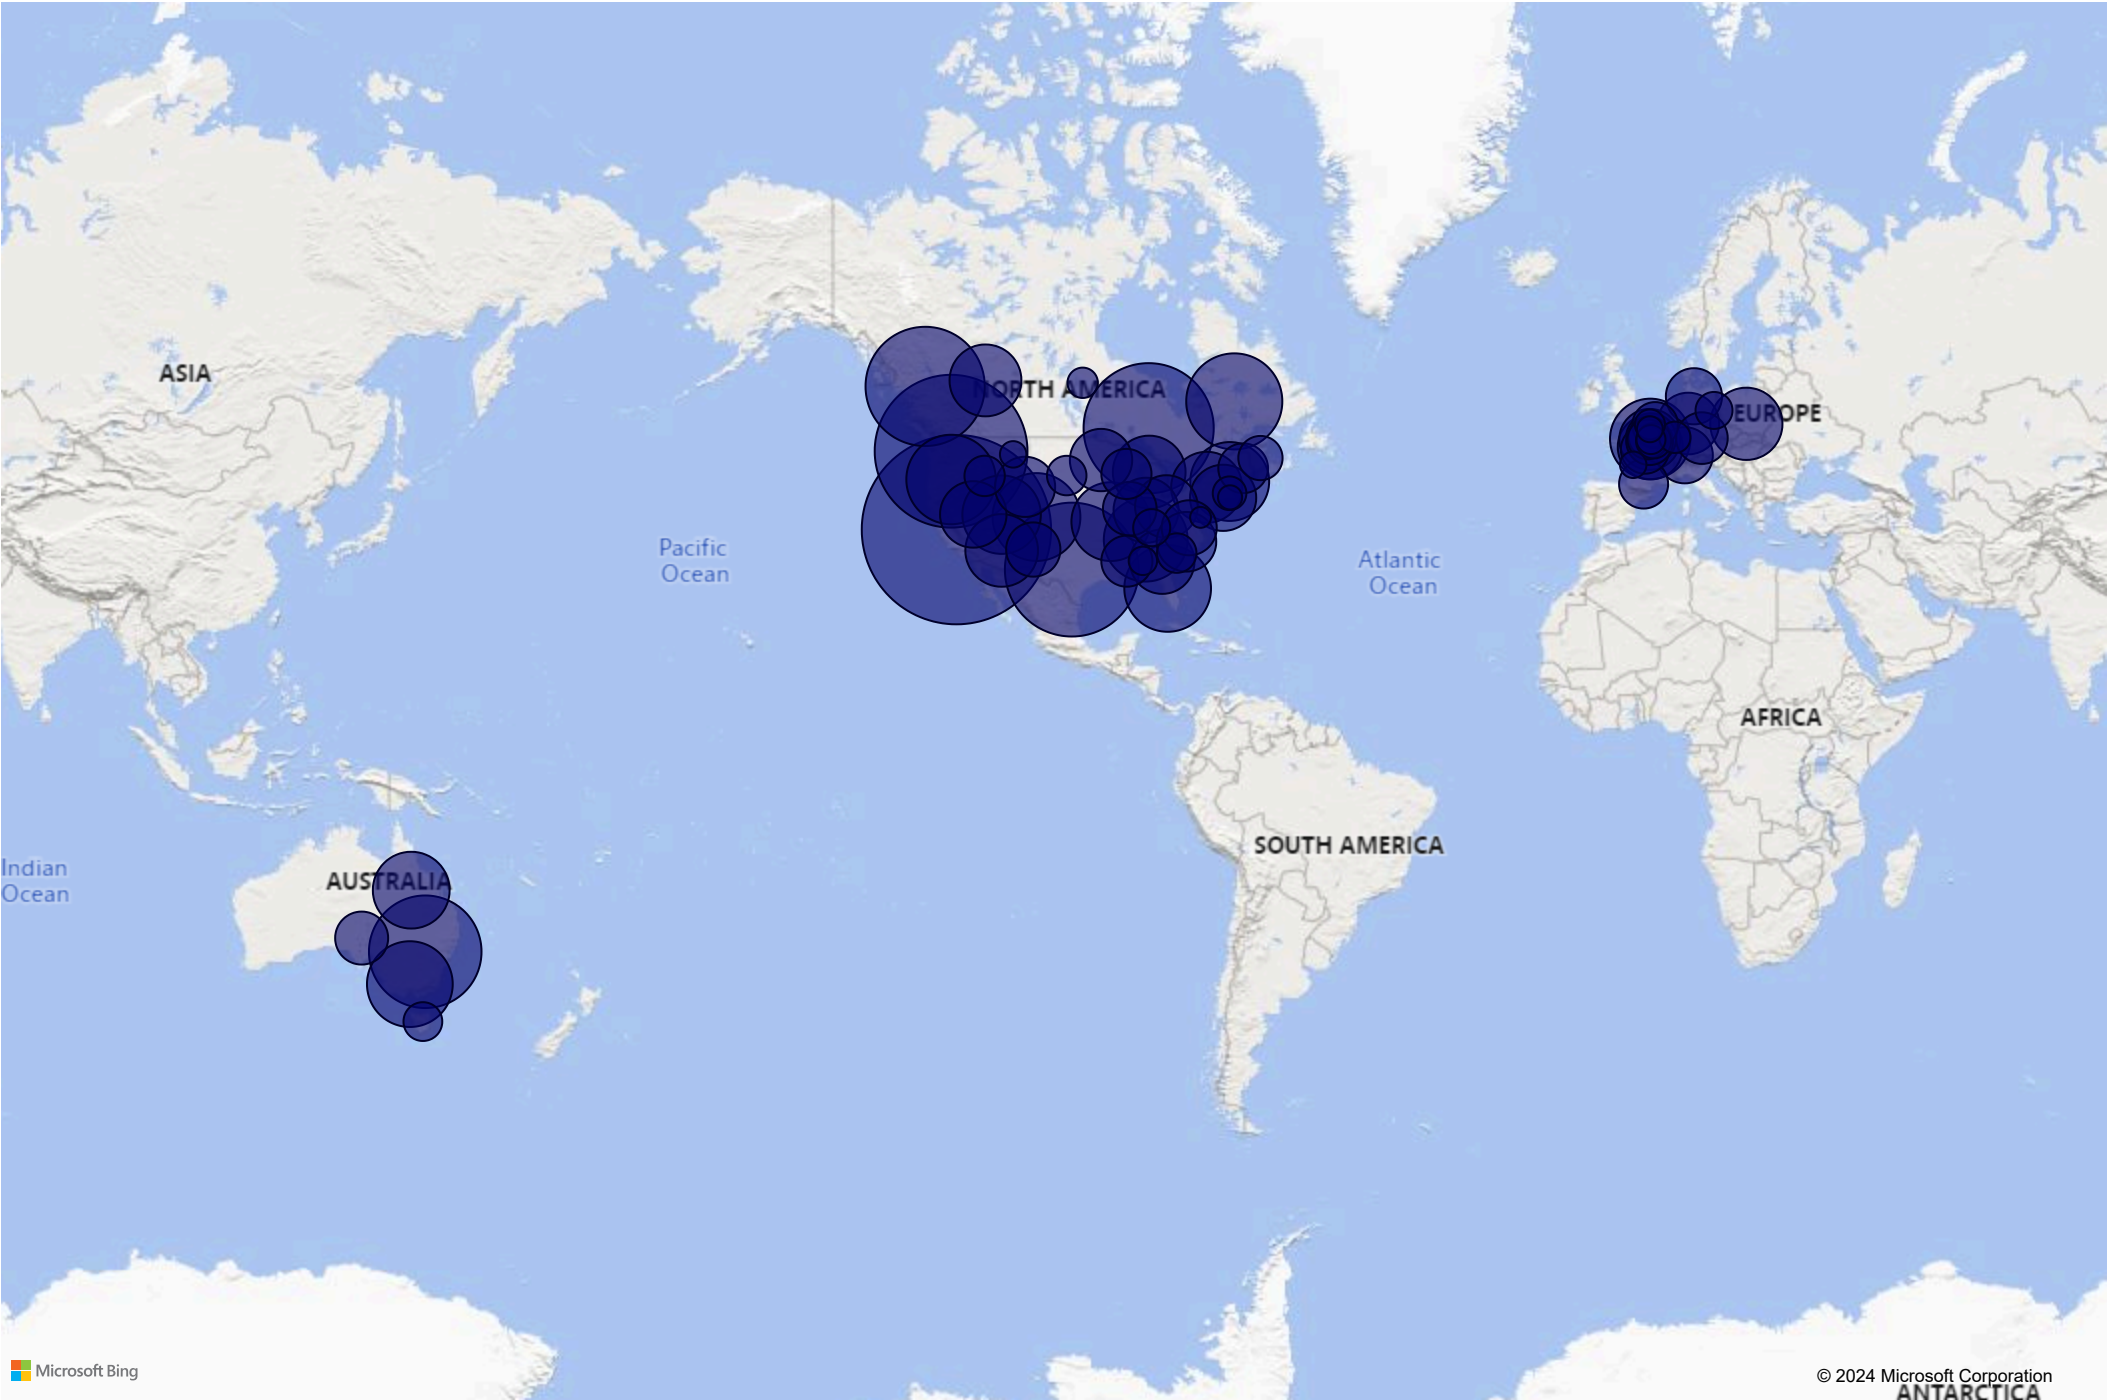 ASIA
NORTH AMERICA
EUROPE
Pacific
Ocean
Atlantic
Ocean
AFRICA
SOUTH AMERICA
Indian
Ocean
AUSTRALIA
Microsoft Bing
© 2024 Microsoft Corporation
ANTARCTICA